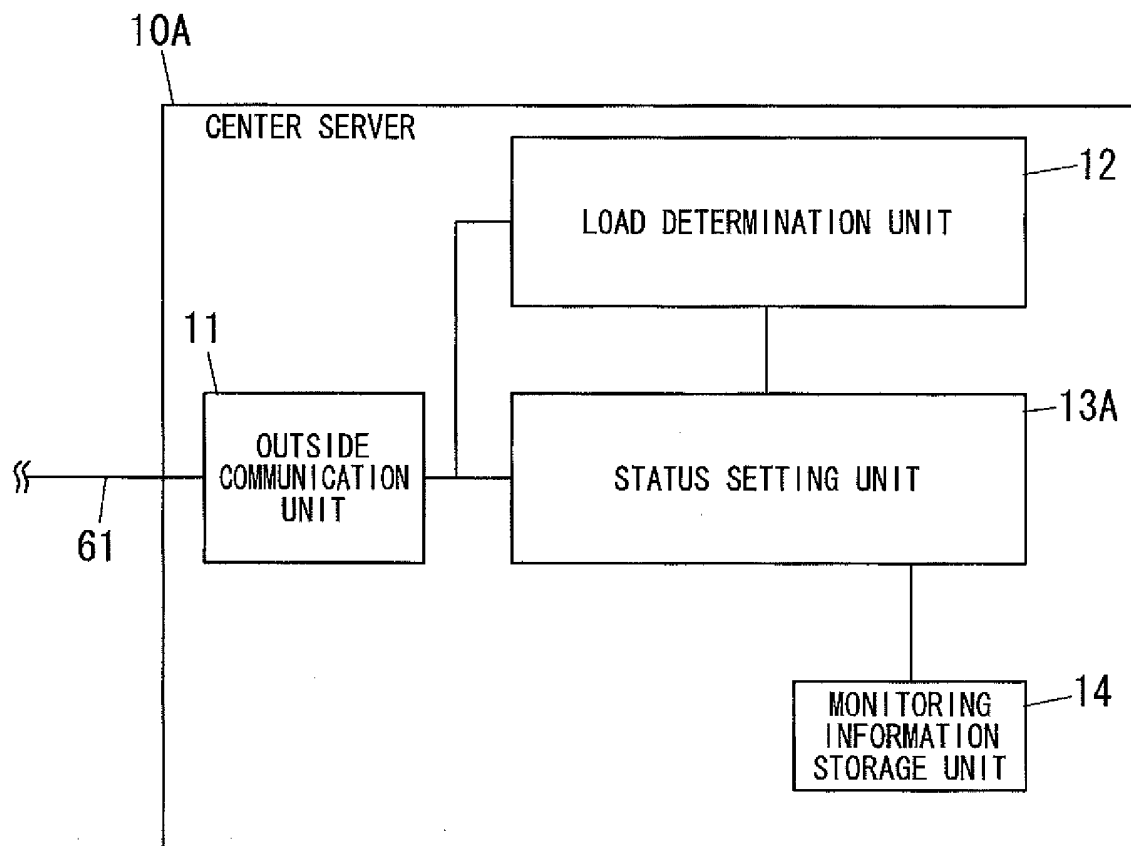 10A
CENTER SERVER
12
LOAD DETERMINATION UNIT
11
OUTSIDE
COMMUNICATION
UNIT
13A
STATUS SETTING UNIT
61
14
MONITORING
INFORMATION
STORAGE UNIT